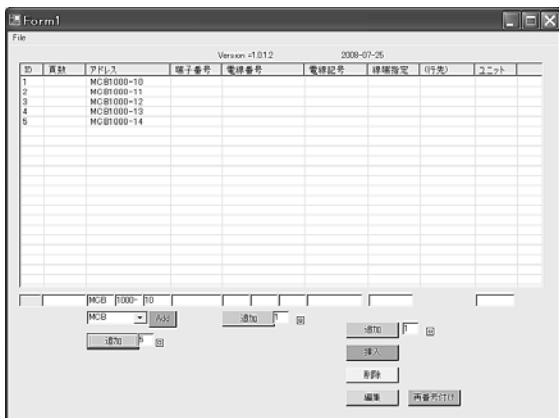 Form1
File
Version =1.0.1.2 2008-07-25
ID 頁数 アドレス 端子番号 電線番号 電線記号 線端指定 (行先) ユニット
1 MCB1000-10
2 MCB1000-11
3 MCB1000-12
4 MCB1000-13
5 MCB1000-14
MCB 1000- 10
MCB Add 追加 1 回
追加 5 回
追加 1 回
挿入
削除
編集 再番号付け